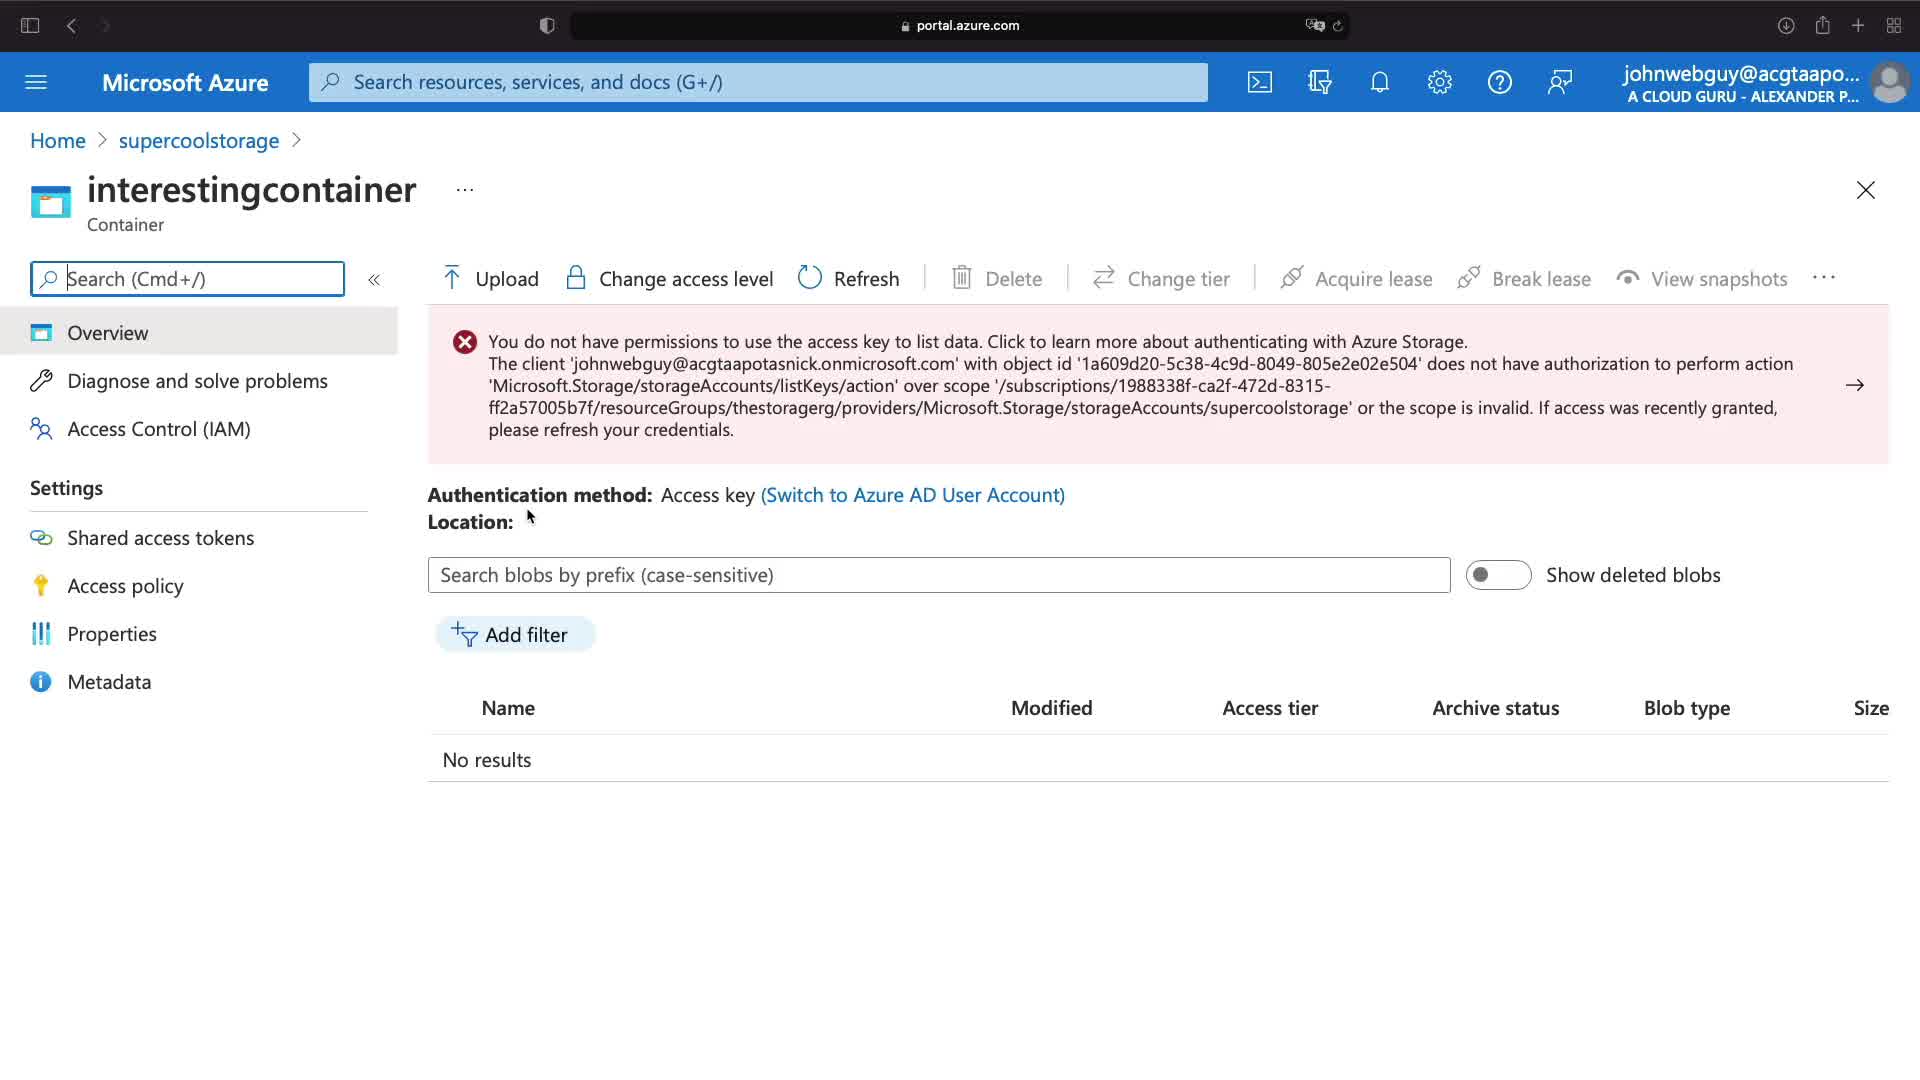 portal.azure.com
Microsoft Azure
Search resources, services, and docs (G+/)
johnwebguy@acgtaapo...
A CLOUD GURU - ALEXANDER P...
Home > supercoolstorage >
interestingcontainer ...
Container
Search (Cmd+/) «
Upload Change access level Refresh Delete Change tier Acquire lease Break lease View snapshots ...
Overview
Diagnose and solve problems
Access Control (IAM)
Settings
Shared access tokens
Access policy
Properties
Metadata
You do not have permissions to use the access key to list data. Click to learn more about authenticating with Azure Storage.
The client 'johnwebguy@acgtaapotasnick.onmicrosoft.com' with object id '1a609d20-5c38-4c9d-8049-805e2e02e504' does not have authorization to perform action
'Microsoft.Storage/storageAccounts/listKeys/action' over scope '/subscriptions/1988338f-ca2f-472d-8315-
ff2a57005b7f/resourceGroups/thestoragerg/providers/Microsoft.Storage/storageAccounts/supercoolstorage' or the scope is invalid. If access was recently granted,
please refresh your credentials.
Authentication method: Access key (Switch to Azure AD User Account)
Location:
Search blobs by prefix (case-sensitive)
Show deleted blobs
Add filter
Name Modified Access tier Archive status Blob type Size
No results